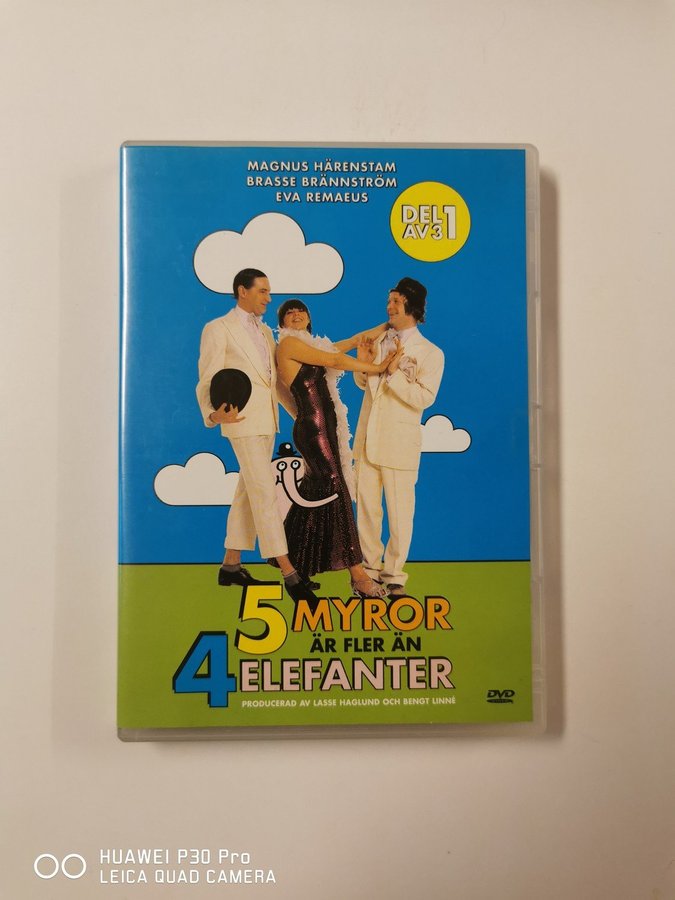 MAGNUS HÄRENSTAM
BRASSE BRÄNNSTRÖM
EVA REMAEUS
DEL 1
AV 3
5 MYROR
ÄR FLER ÄN
4 ELEFANTER
PRODUCERAD AV LASSE HAGLUND OCH BENGT LINNÉ
DVD
HUAWEI P30 Pro
LEICA QUAD CAMERA